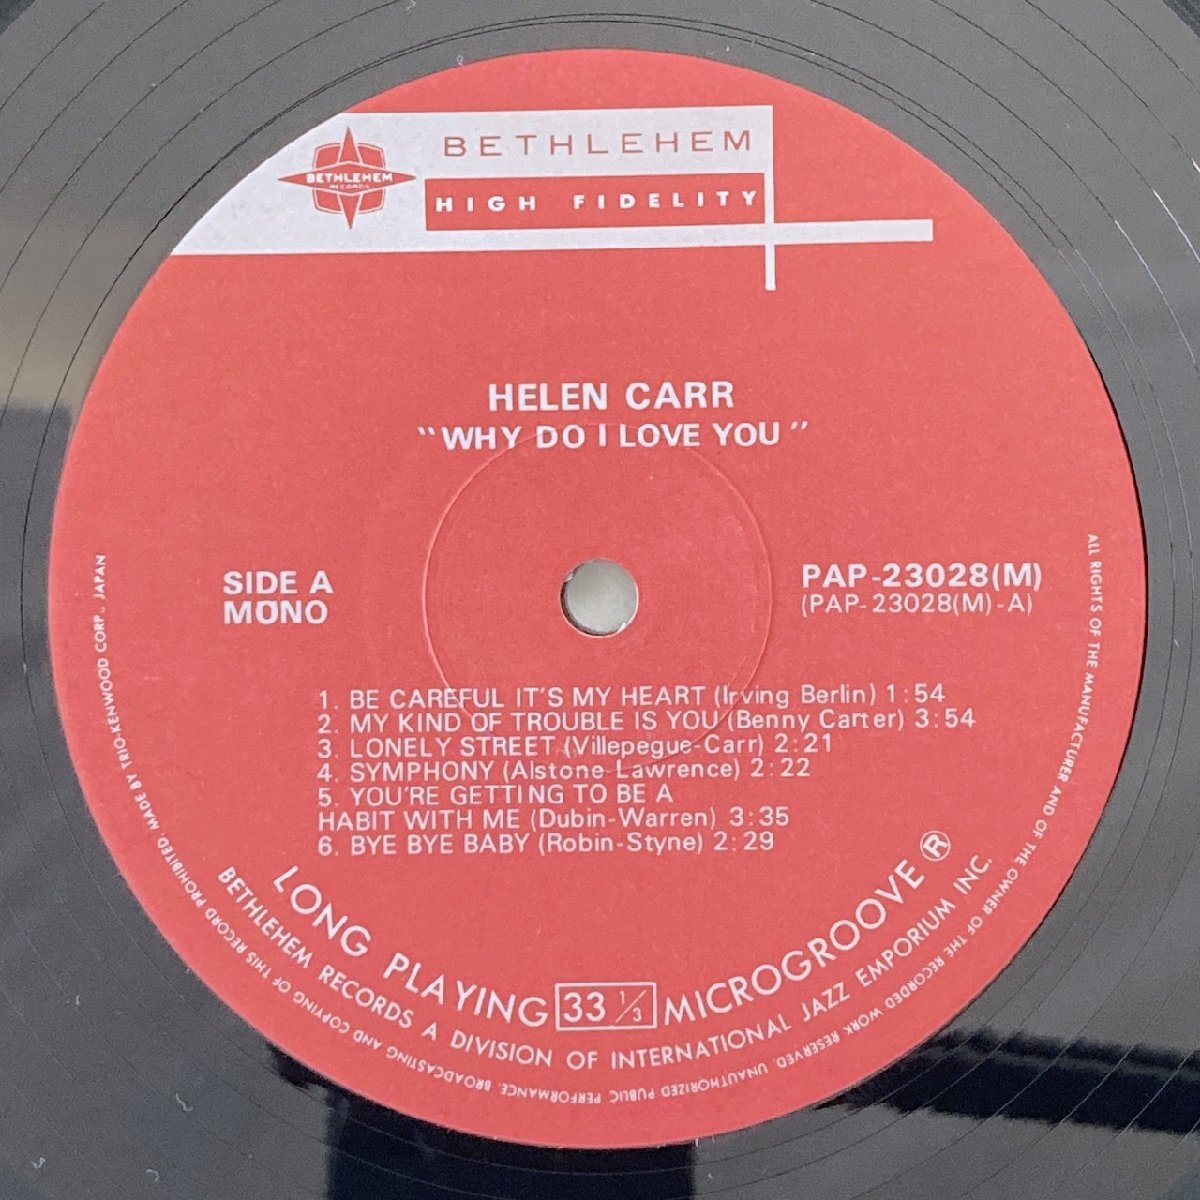 BETHLEHEM
BETHLEHEM
RECORDS
HIGH FIDELITY
HELEN CARR
"WHY DO I LOVE YOU"
SIDE A
MONO
PAP-23028(M)
(PAP-23028(M)-A)
1. BE CAREFUL IT'S MY HEART (Irving Berlin) 1:54
2. MY KIND OF TROUBLE IS YOU (Benny Carter) 3:54
3. LONELY STREET (Villepegue-Carr) 2:21
4. SYMPHONY (Alstone-Lawrence) 2:22
5. YOU'RE GETTING TO BE A
HABIT WITH ME (Dubin-Warren) 3:35
6. BYE BYE BABY (Robin-Styne) 2:29
LONG PLAYING 33 1/3 MICROGROOVE ®
BETHLEHEM RECORDS A DIVISION OF INTERNATIONAL JAZZ EMPORIUM INC.
ALL RIGHTS OF THE MANUFACTURER AND OF THE OWNER OF THE RECORDED WORK RESERVED. UNAUTHORIZED PUBLIC PERFORMANCE, BROADCASTING AND COPYING OF THIS RECORD PROHIBITED. MADE BY TRIO-KENWOOD CORP., JAPAN